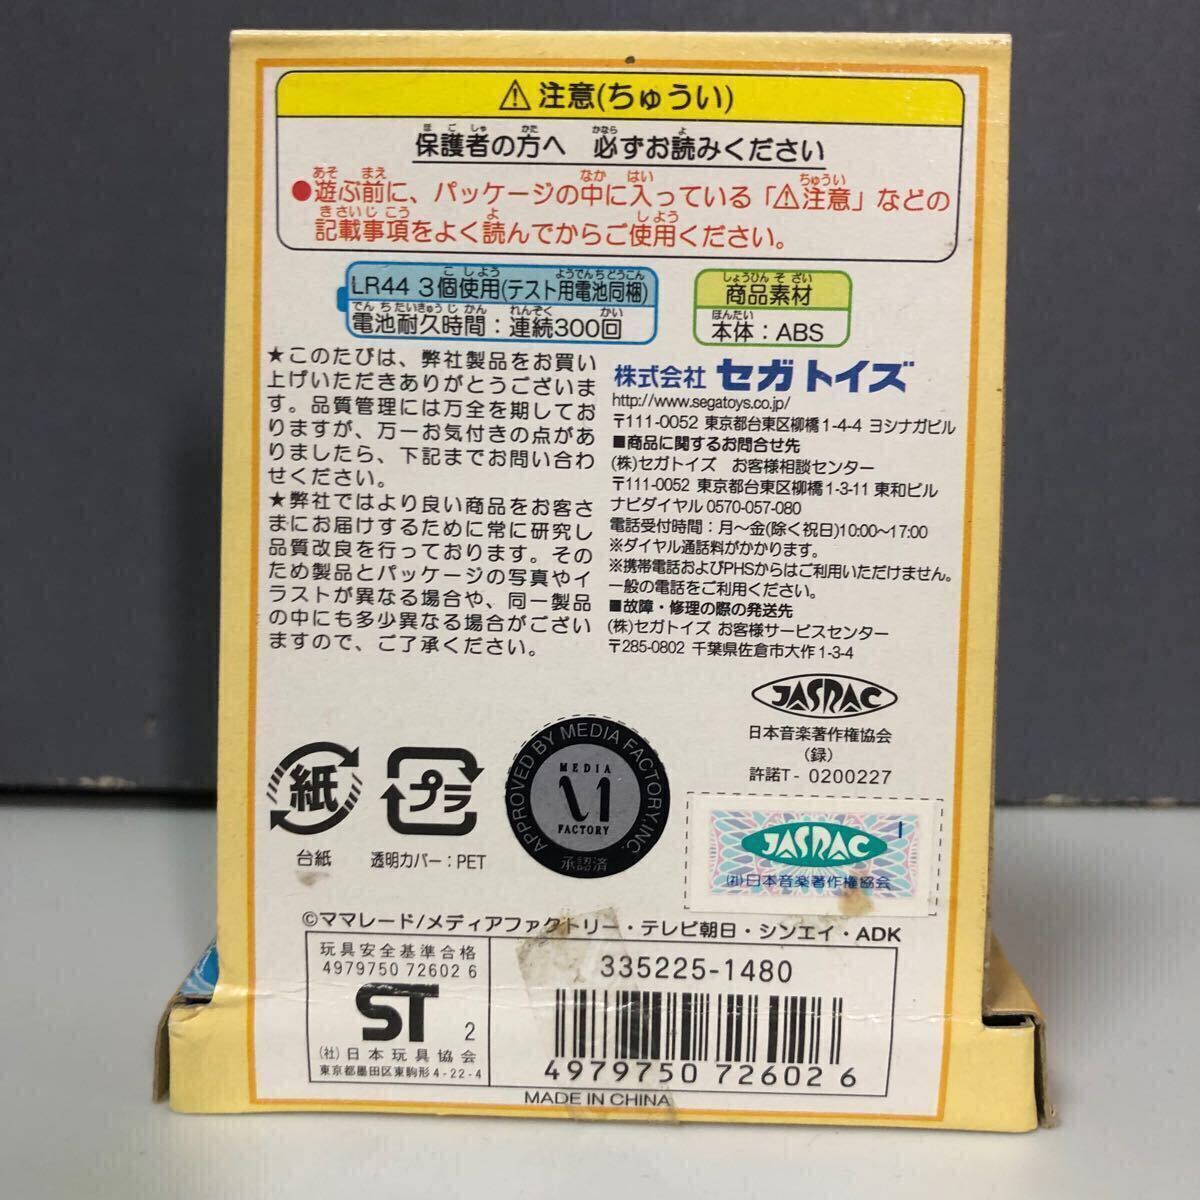 ⚠注意(ちゅうい)
保護者の方へ 必ずお読みください
●遊ぶ前に、パッケージの中に入っている「⚠注意」などの
記載事項をよく読んでからご使用ください。
LR44 3個使用(テスト用電池同梱)
電池耐久時間:連続300回
商品素材
本体:ABS
★このたびは、弊社製品をお買い
上げいただきありがとうございま
す。品質管理には万全を期してお
りますが、万一お気付きの点があ
りましたら、下記までお問い合わ
せください。
★弊社ではより良い商品をお客さ
まにお届けするために常に研究し
品質改良を行っております。その
ため製品とパッケージの写真やイ
ラストが異なる場合や、同一製品
の中にも多少異なる場合がござい
ますので、ご了承ください。
株式会社 セガトイズ
http://www.segatoys.co.jp/
〒111-0052 東京都台東区柳橋1-4-4 ヨシナガビル
■商品に関するお問合せ先
(株)セガトイズ お客様相談センター
〒111-0052 東京都台東区柳橋1-3-11 東和ビル
ナビダイヤル0570-057-080
電話受付時間:月〜金(除く祝日)10:00〜17:00
※ダイヤル通話料がかかります。
※携帯電話およびPHSからはご利用いただけません。
一般の電話をご利用ください。
■故障・修理の際の発送先
(株)セガトイズ お客様サービスセンター
〒285-0802 千葉県佐倉市大作1-3-4
JASRAC
日本音楽著作権協会
(録)
許諾T-0200227
紙
台紙
プラ
透明カバー:PET
APPROVED BY MEDIA FACTORY, INC.
MEDIA
FACTORY
承認済
I
JASRAC
(社)日本音楽著作権協会
©ママレード/メディアファクトリー・テレビ朝日・シンエイ・ADK
玩具安全基準合格
4979750 72602 6
ST 2
(社)日本玩具協会
東京都墨田区東駒形4-22-4
335225-1480
4979750 726026
MADE IN CHINA